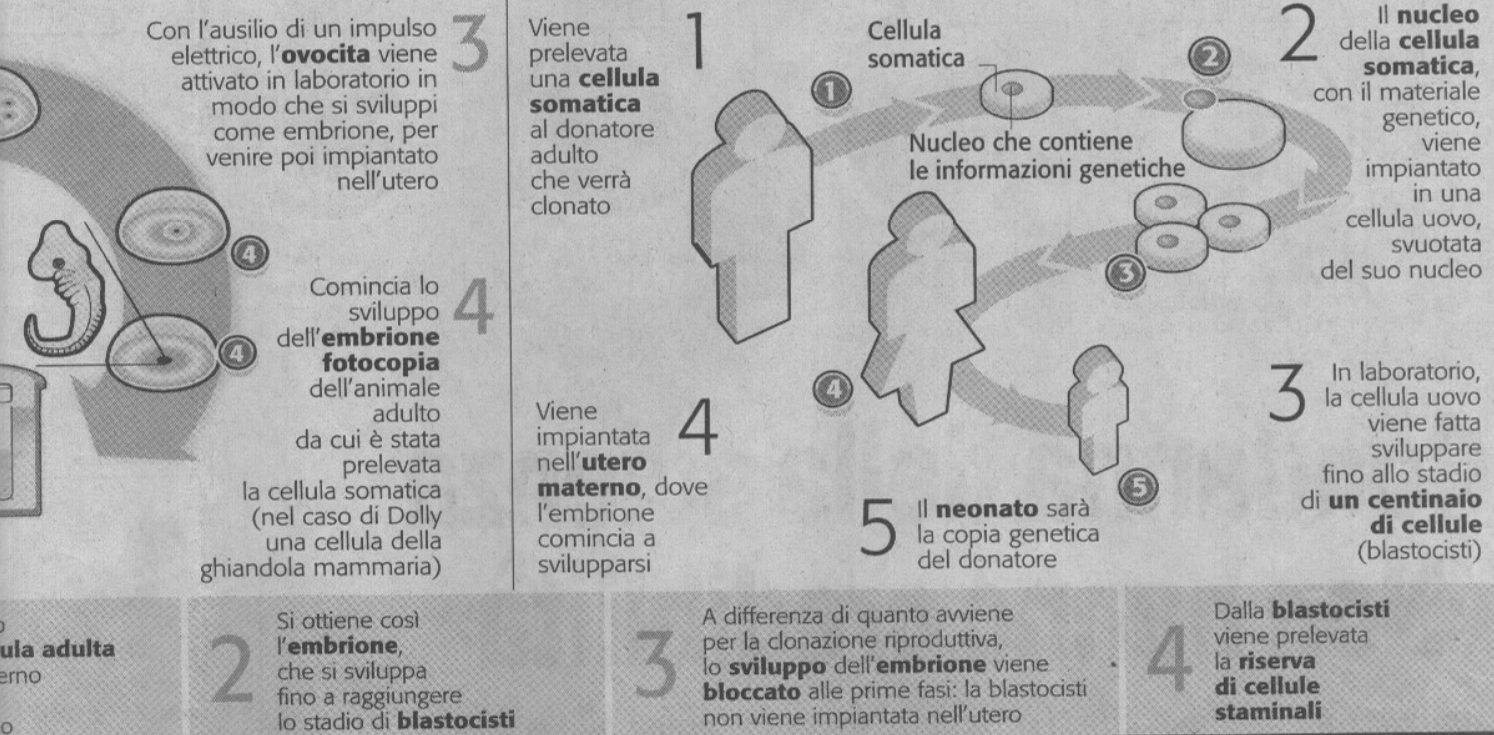 3
Con l'ausilio di un impulso
elettrico, l'ovocita viene
attivato in laboratorio in
modo che si sviluppi
come embrione, per
venire poi impiantato
nell'utero
4
4
4
Comincia lo
sviluppo
dell'embrione
fotocopia
dell'animale
adulto
da cui è stata
prelevata
la cellula somatica
(nel caso di Dolly
una cellula della
ghiandola mammaria)
1
Viene
prelevata
una cellula
somatica
al donatore
adulto
che verrà
clonato
1
Cellula
somatica
Nucleo che contiene
le informazioni genetiche
2
2
Il nucleo
della cellula
somatica,
con il materiale
genetico,
viene
impiantato
in una
cellula uovo,
svuotata
del suo nucleo
3
3
In laboratorio,
la cellula uovo
viene fatta
sviluppare
fino allo stadio
di un centinaio
di cellule
(blastocisti)
4
4
Viene
impiantata
nell'utero
materno, dove
l'embrione
comincia a
svilupparsi
5
5
Il neonato sarà
la copia genetica
del donatore
ula adulta
erno
o
2
Si ottiene così
l'embrione,
che si sviluppa
fino a raggiungere
lo stadio di blastocisti
3
A differenza di quanto avviene
per la clonazione riproduttiva,
lo sviluppo dell'embrione viene
bloccato alle prime fasi: la blastocisti
non viene impiantata nell'utero
4
Dalla blastocisti
viene prelevata
la riserva
di cellule
staminali